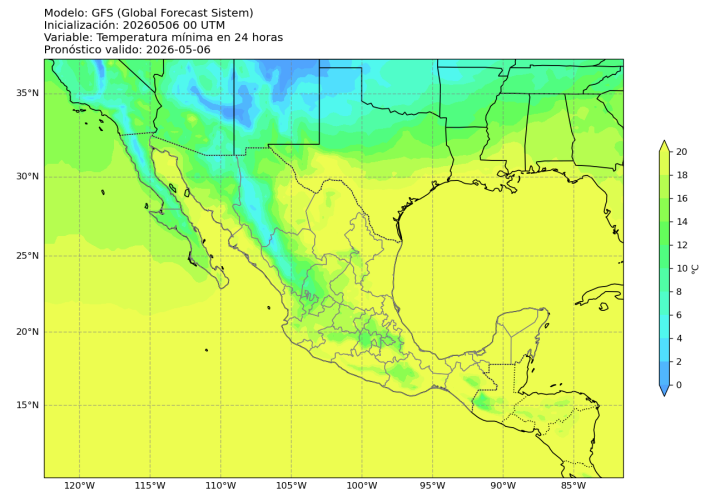 Modelo: GFS (Global Forecast Sistem)
Inicialización: 20260506 00 UTM
Variable: Temperatura mínima en 24 horas
Pronóstico valido: 2026-05-06
35°N
30°N
25°N
20°N
15°N
120°W 115°W 110°W 105°W 100°W 95°W 90°W 85°W
20
18
16
14
12
10
8
6
4
2
0
°C